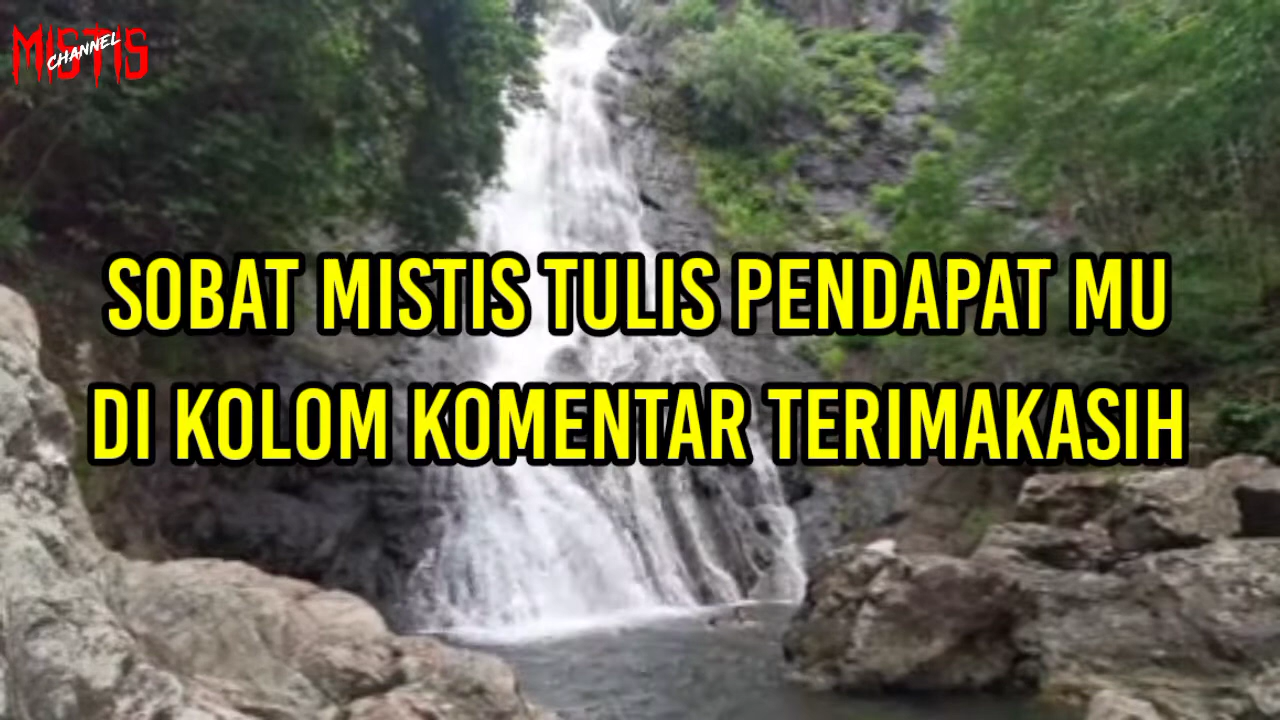 MISTIS
CHANNEL
SOBAT MISTIS TULIS PENDAPAT MU
DI KOLOM KOMENTAR TERIMAKASIH